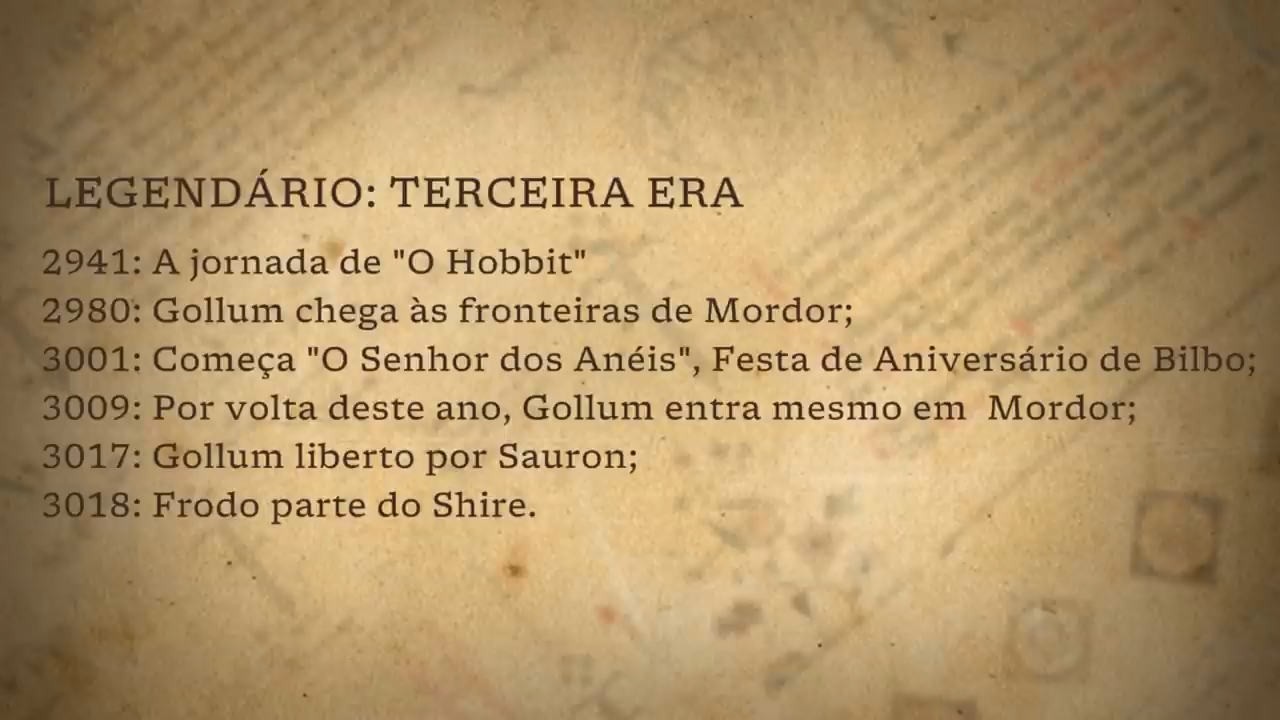 LEGENDÁRIO: TERCEIRA ERA
2941: A jornada de "O Hobbit"
2980: Gollum chega às fronteiras de Mordor;
3001: Começa "O Senhor dos Anéis", Festa de Aniversário de Bilbo;
3009: Por volta deste ano, Gollum entra mesmo em  Mordor;
3017: Gollum liberto por Sauron;
3018: Frodo parte do Shire.